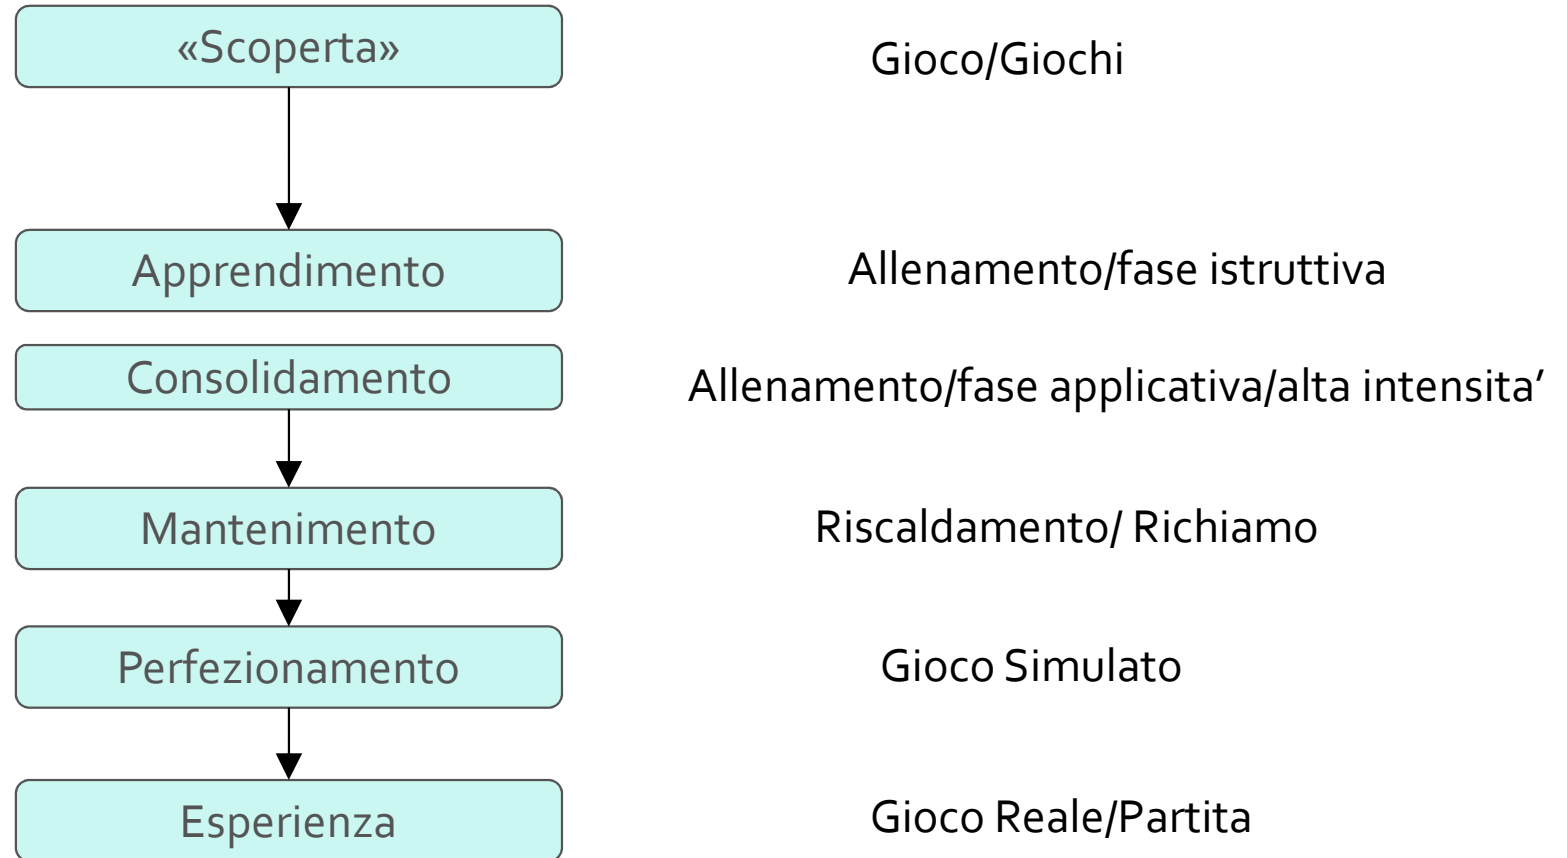 «Scoperta»
Gioco/Giochi
Apprendimento
Allenamento/fase istruttiva
Consolidamento
Allenamento/fase applicativa/alta intensita’
Mantenimento
Riscaldamento/ Richiamo
Perfezionamento
Gioco Simulato
Esperienza
Gioco Reale/Partita